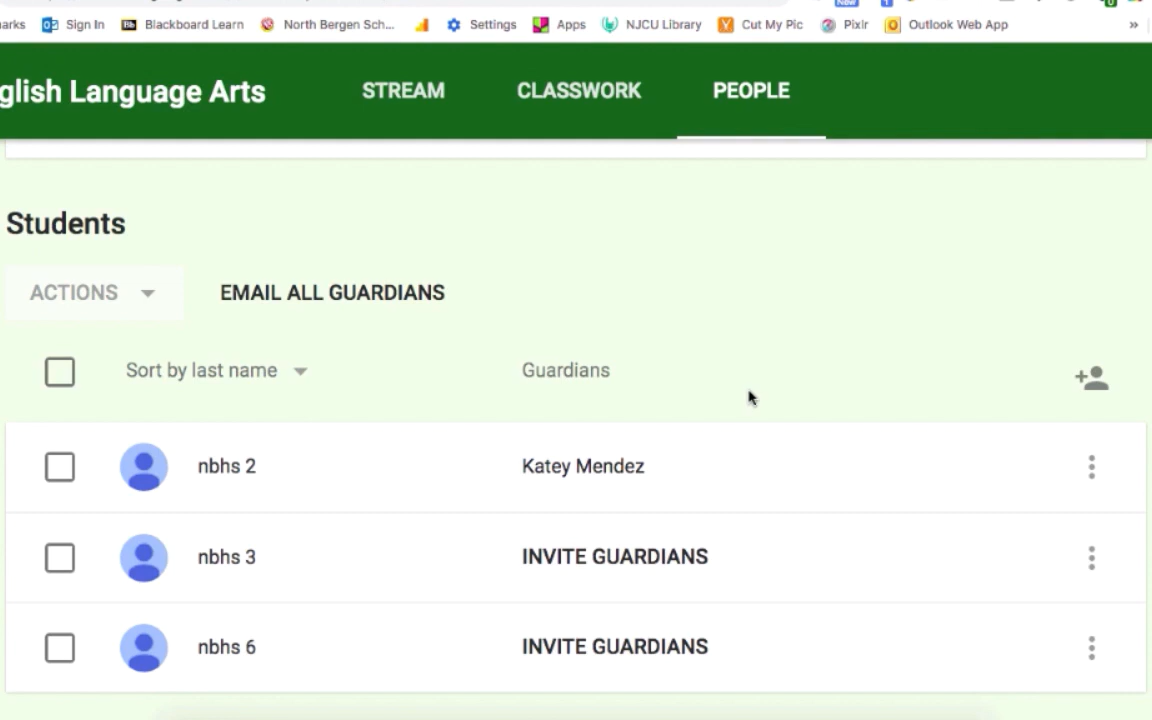 arks Sign In Bb Blackboard Learn North Bergen Sch... Settings Apps NJCU Library Cut My Pic Pixlr Outlook Web App »
glish Language Arts STREAM CLASSWORK PEOPLE
Students
ACTIONS EMAIL ALL GUARDIANS
Sort by last name Guardians
nbhs 2 Katey Mendez
nbhs 3 INVITE GUARDIANS
nbhs 6 INVITE GUARDIANS